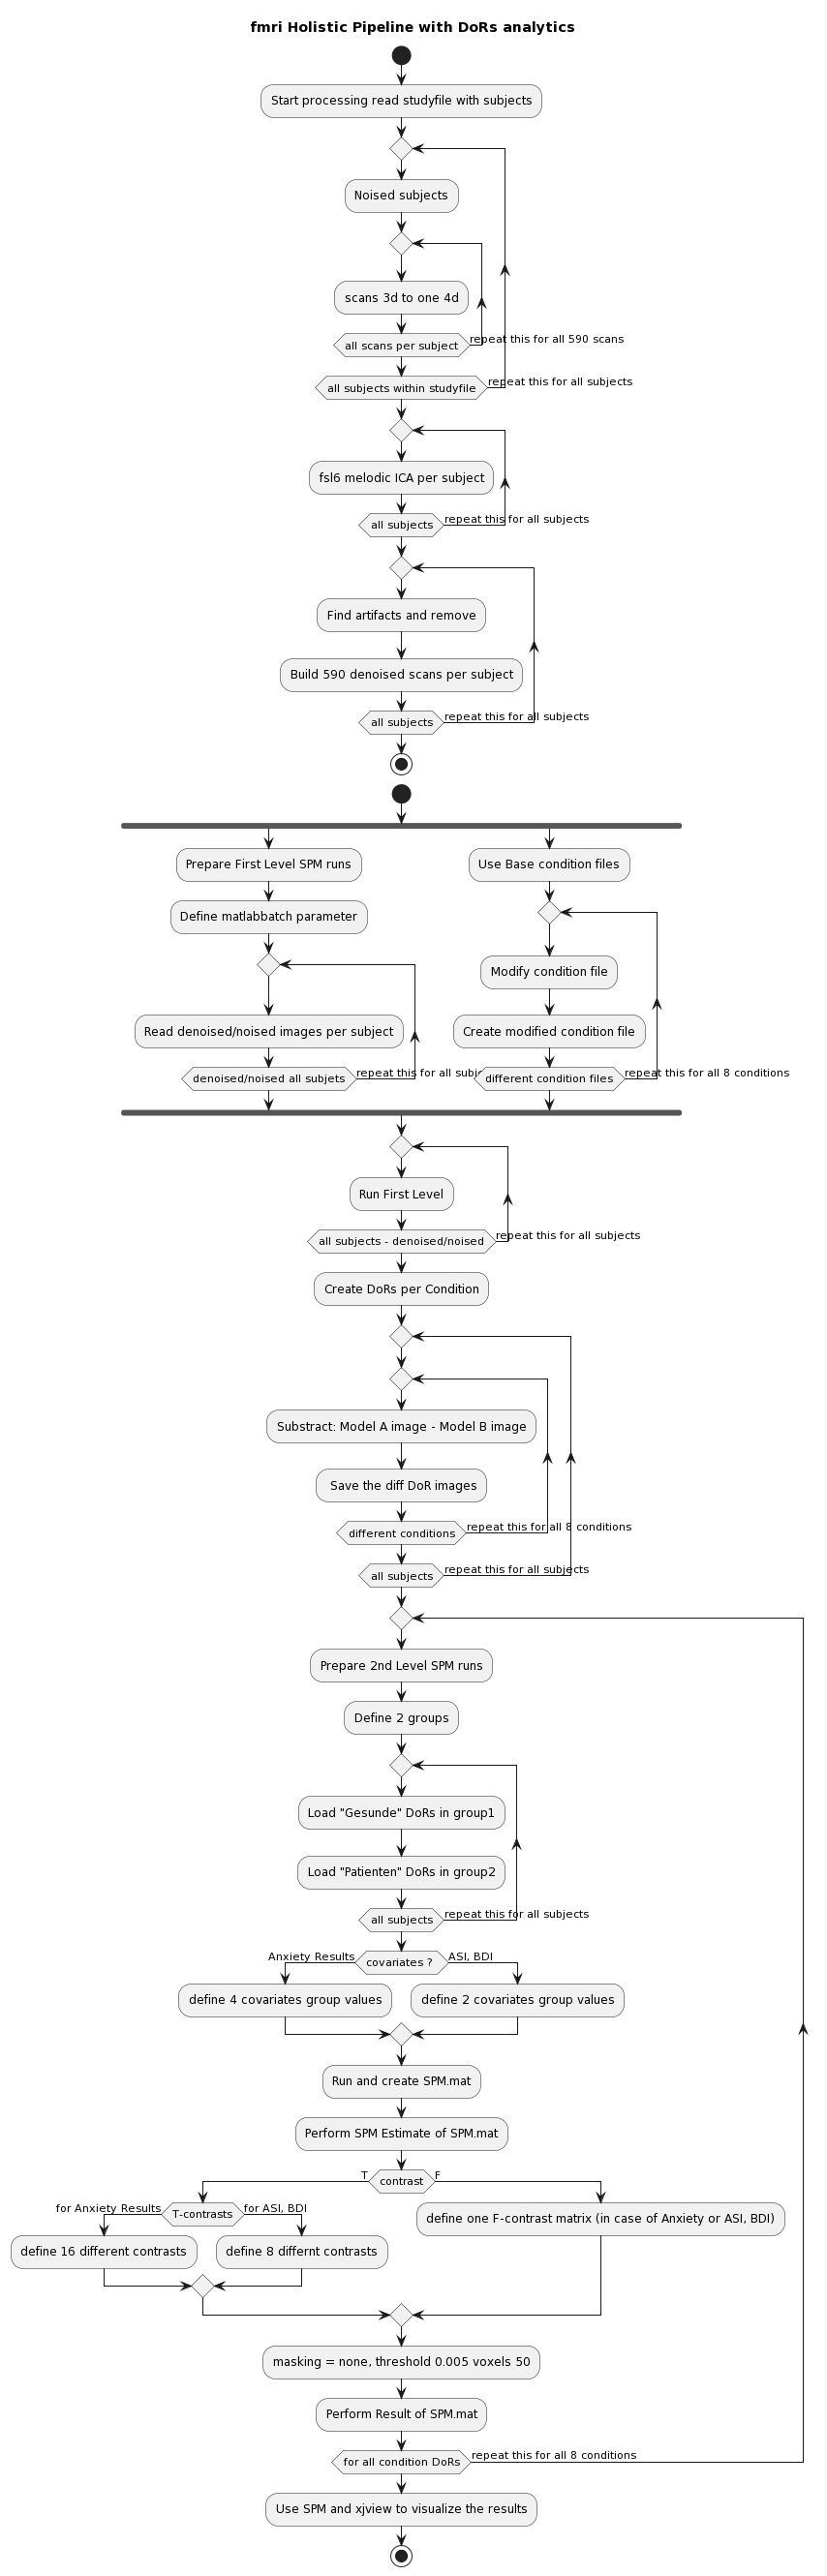 fmri Holistic Pipeline with DoRs analytics
Start processing read studyfile with subjects
Noised subjects
scans 3d to one 4d
all scans per subject
repeat this for all 590 scans
all subjects within studyfile
repeat this for all subjects
fsl6 melodic ICA per subject
all subjects
repeat this for all subjects
Find artifacts and remove
Build 590 denoised scans per subject
all subjects
repeat this for all subjects
Prepare First Level SPM runs
Use Base condition files
Define matlabbatch parameter
Modify condition file
Read denoised/noised images per subject
Create modified condition file
denoised/noised all subjets
repeat this for all
different condition files
repeat this for all 8 conditions
Run First Level
all subjects - denoised/noised
repeat this for all subjects
Create DoRs per Condition
Substract: Model A image - Model B image
Save the diff DoR images
different conditions
repeat this for all 8 conditions
all subjects
repeat this for all subjects
Prepare 2nd Level SPM runs
Define 2 groups
Load "Gesunde" DoRs in group1
Load "Patienten" DoRs in group2
all subjects
repeat this for all subjects
Anxiety Results
covariates ?
ASI, BDI
define 4 covariates group values
define 2 covariates group values
Run and create SPM.mat
Perform SPM Estimate of SPM.mat
T
contrast
F
for Anxiety Results
T-contrasts
for ASI, BDI
define one F-contrast matrix (in case of Anxiety or ASI, BDI)
define 16 different contrasts
define 8 differnt contrasts
masking = none, threshold 0.005 voxels 50
Perform Result of SPM.mat
for all condition DoRs
repeat this for all 8 conditions
Use SPM and xjview to visualize the results